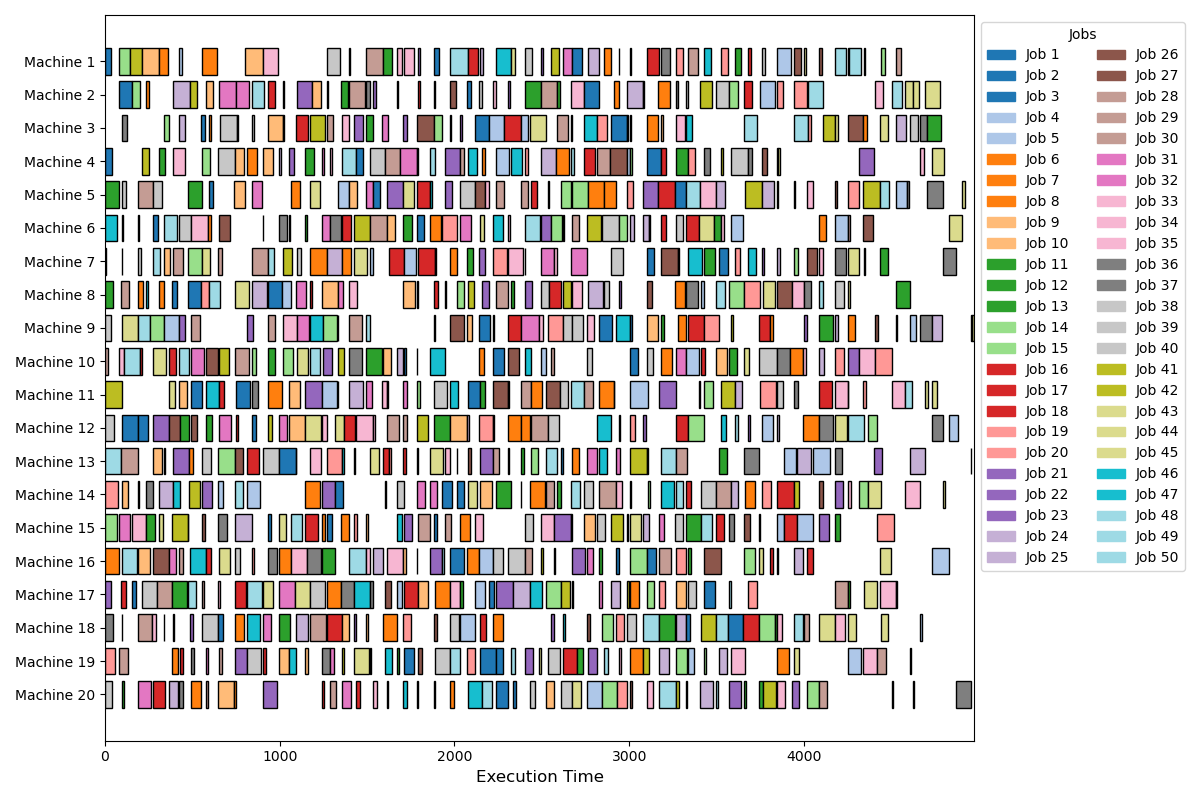 Machine 1
Machine 2
Machine 3
Machine 4
Machine 5
Machine 6
Machine 7
Machine 8
Machine 9
Machine 10
Machine 11
Machine 12
Machine 13
Machine 14
Machine 15
Machine 16
Machine 17
Machine 18
Machine 19
Machine 20
0 1000 2000 3000 4000
Execution Time
Jobs
Job 1 Job 26
Job 2 Job 27
Job 3 Job 28
Job 4 Job 29
Job 5 Job 30
Job 6 Job 31
Job 7 Job 32
Job 8 Job 33
Job 9 Job 34
Job 10 Job 35
Job 11 Job 36
Job 12 Job 37
Job 13 Job 38
Job 14 Job 39
Job 15 Job 40
Job 16 Job 41
Job 17 Job 42
Job 18 Job 43
Job 19 Job 44
Job 20 Job 45
Job 21 Job 46
Job 22 Job 47
Job 23 Job 48
Job 24 Job 49
Job 25 Job 50